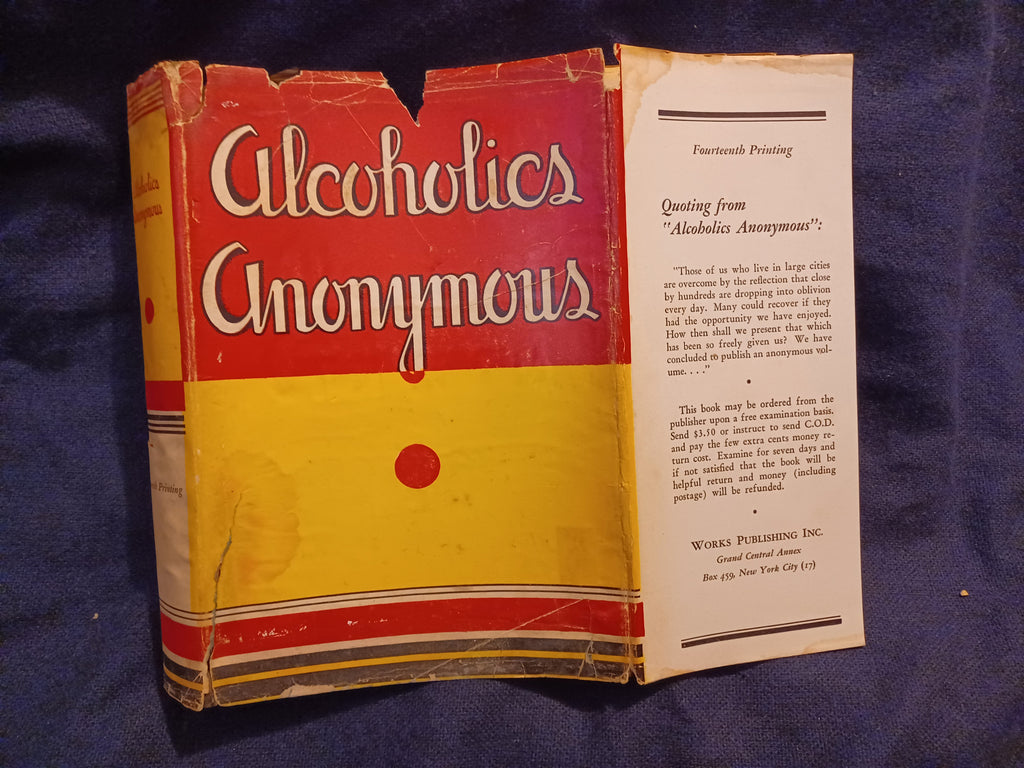 Alcoholics
Anonymous
Alcoholics
Anonymous
Printing
Fourteenth Printing
Quoting from
"Alcoholics Anonymous":
"Those of us who live in large cities
are overcome by the reflection that close
by hundreds are dropping into oblivion
every day. Many could recover if they
had the opportunity we have enjoyed.
How then shall we present that which
has been so freely given us? We have
concluded to publish an anonymous vol-
ume. . . ."
This book may be ordered from the
publisher upon a free examination basis.
Send $3.50 or instruct to send C.O.D.
and pay the few extra cents money re-
turn cost. Examine for seven days and
if not satisfied that the book will be
helpful return and money (including
postage) will be refunded.
WORKS PUBLISHING INC.
Grand Central Annex
Box 459, New York City (17)